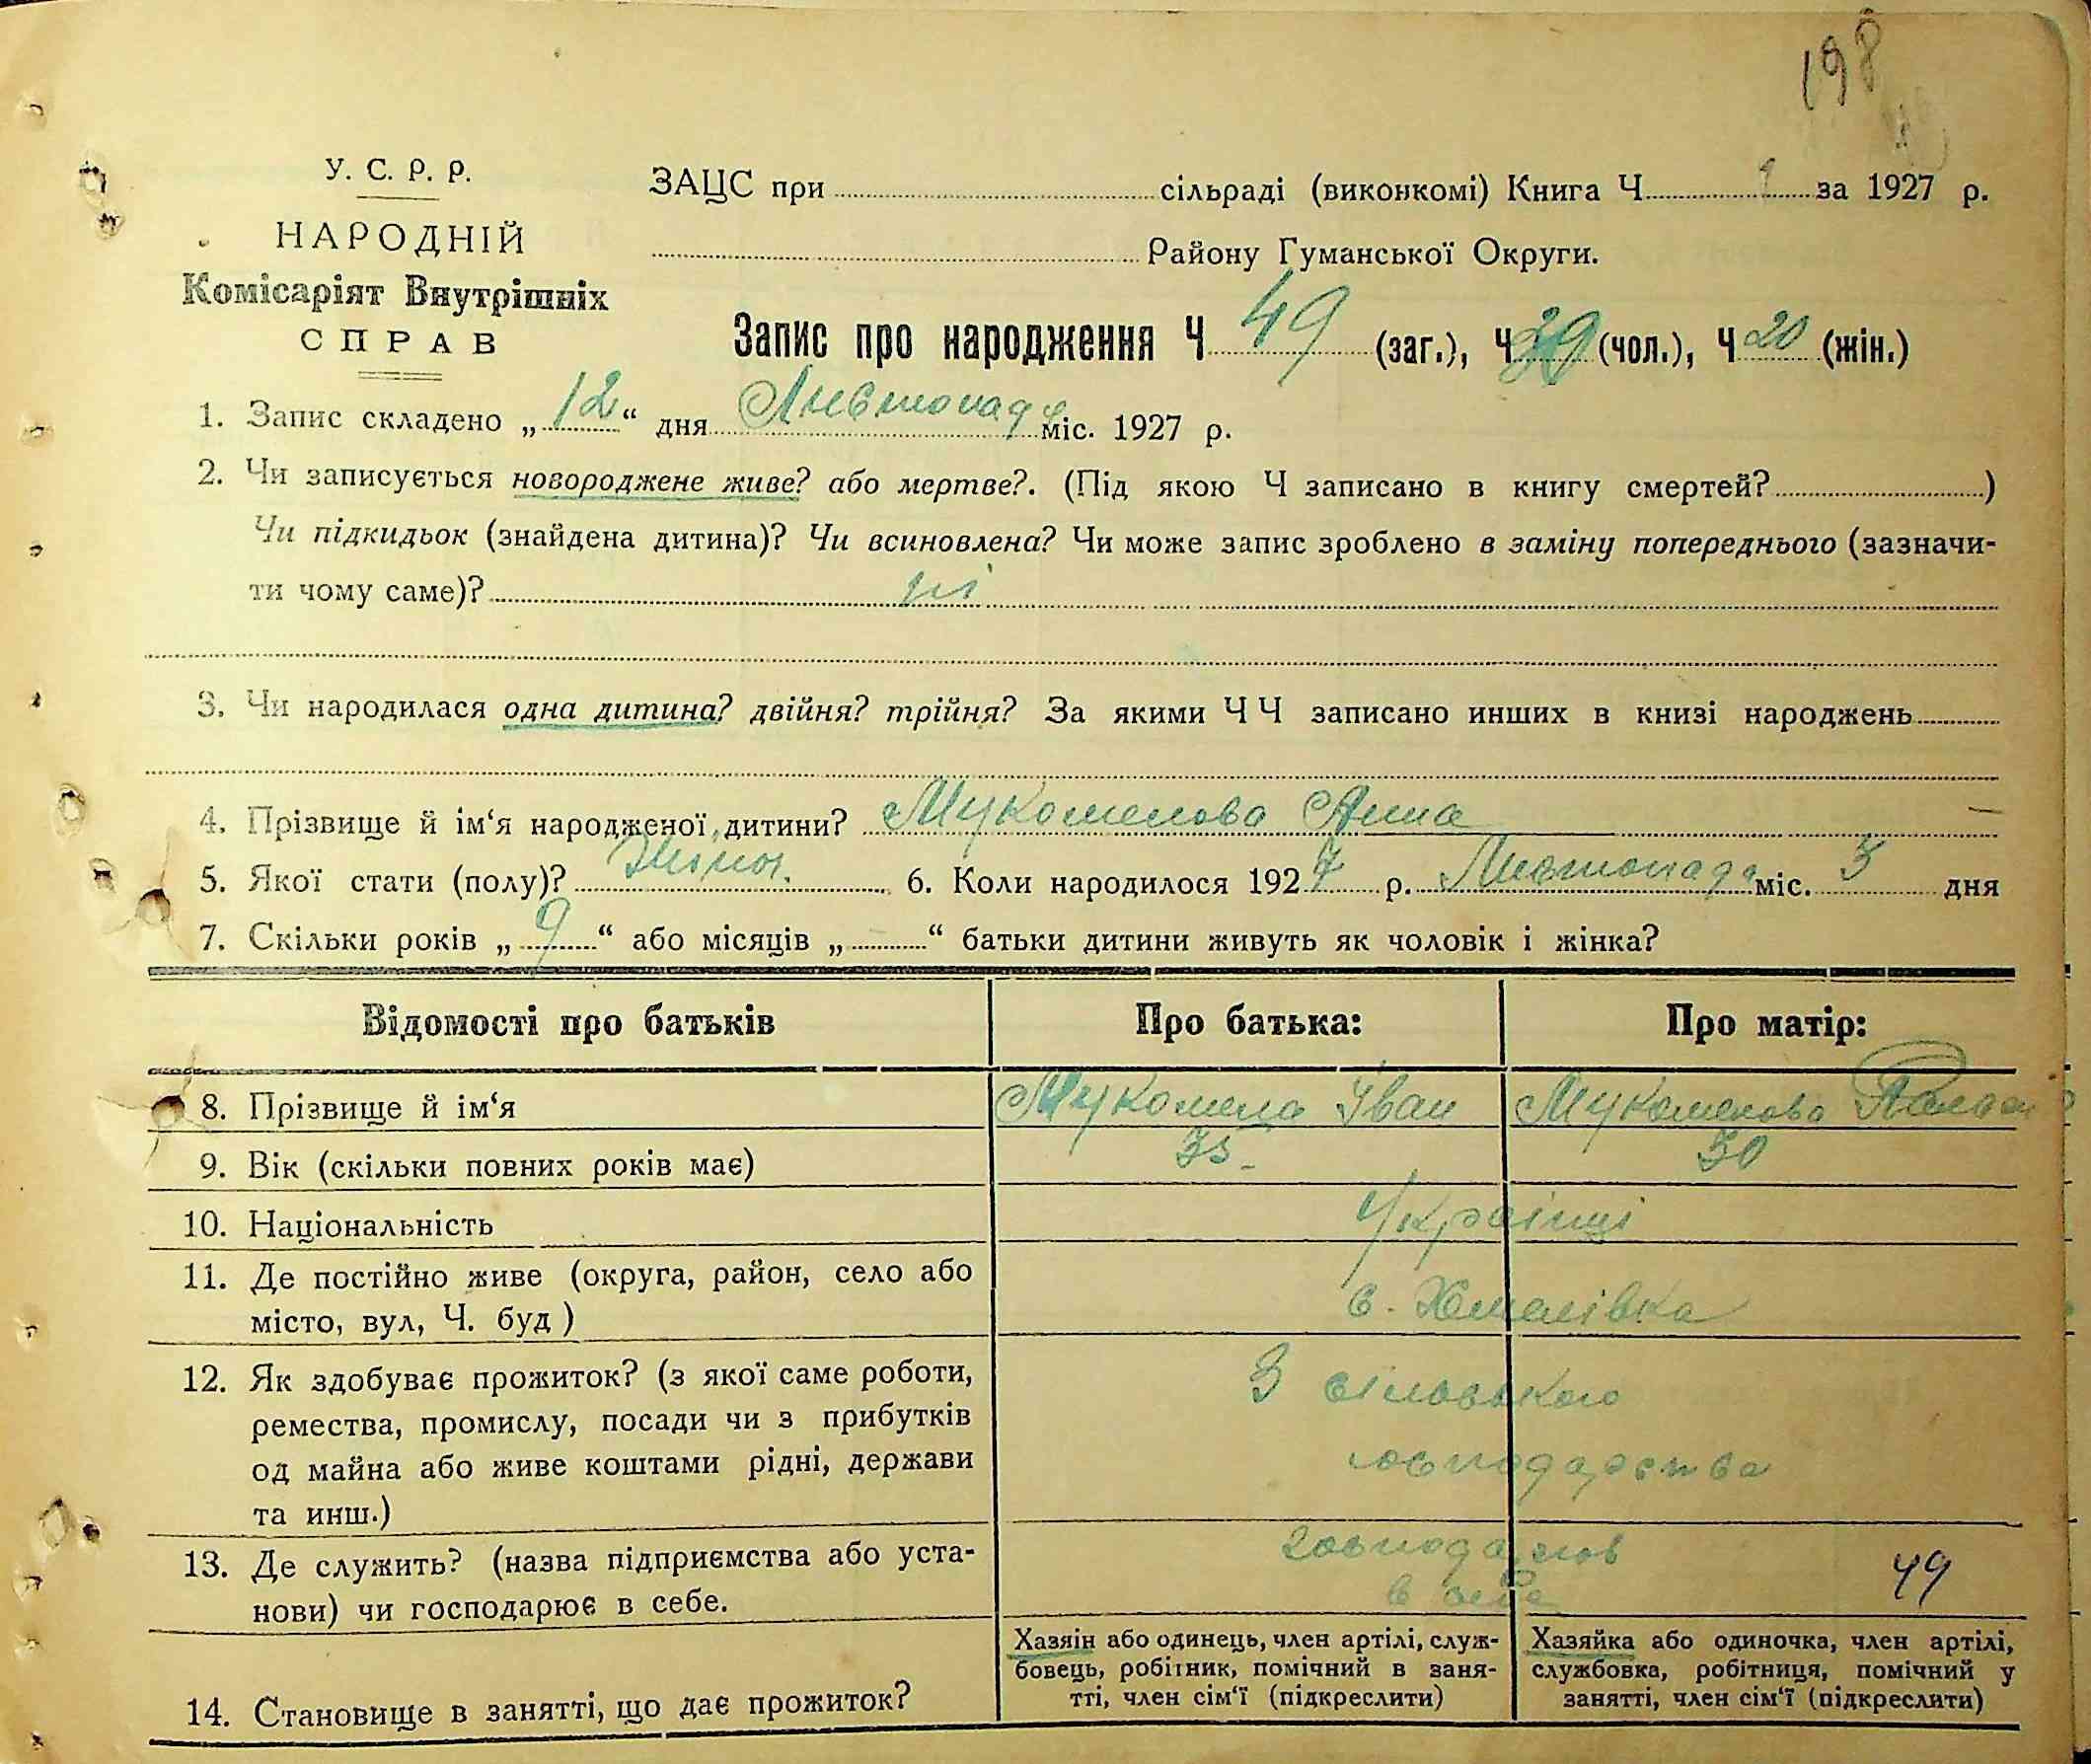 198
У. С. Р. Р.
НАРОДНІЙ
Комісаріят Внутрішніх
СПРАВ
ЗАЦС при сільраді (виконкомі) Книга Ч 1 за 1927 р.
Району Гуманської Округи.
Запис про народження Ч 49 (заг.), Ч (чол.), Ч 20 (жін.)
1. Запис складено „12“ дня Листопада міс. 1927 р.
2. Чи записується новороджене живе? або мертве?. (Під якою Ч записано в книгу смертей? )
Чи підкидьок (знайдена дитина)? Чи всиновлена? Чи може запис зроблено в заміну попереднього (зазначи-
ти чому саме)? ні
3. Чи народилася одна дитина? двійня? трійня? За якими Ч Ч записано инших в книзі народжень
4. Прізвище й ім‘я народженої дитини? Мукомелова Анна
5. Якої стати (полу)? жіноч. 6. Коли народилося 1927 р. Листопада міс. 3 дня
7. Скільки років „9“ або місяців „-“ батьки дитини живуть як чоловік і жінка?
Відомості про батьків Про батька: Про матір:
8. Прізвище й ім‘я Мукомела Іван Мукомелова
9. Вік (скільки повних років має) 35 30
10. Національність Українці
11. Де постійно живе (округа, район, село або
місто, вул, Ч. буд ) с.
12. Як здобуває прожиток? (з якої саме роботи, З сільського
ремества, промислу, посади чи з прибутків
од майна або живе коштами рідні, держави господарства
та инш.)
13. Де служить? (назва підприємства або уста-
нови) чи господарює в себе. в себе 49
Хазяін або одинець, член артілі, служ- Хазяйка або одиночка, член артілі,
бовець, робітник, помічний в заня- службовка, робітниця, помічний у
14. Становище в занятті, що дає прожиток? тті, член сім‘ї (підкреслити) занятті, член сім‘ї (підкреслити)